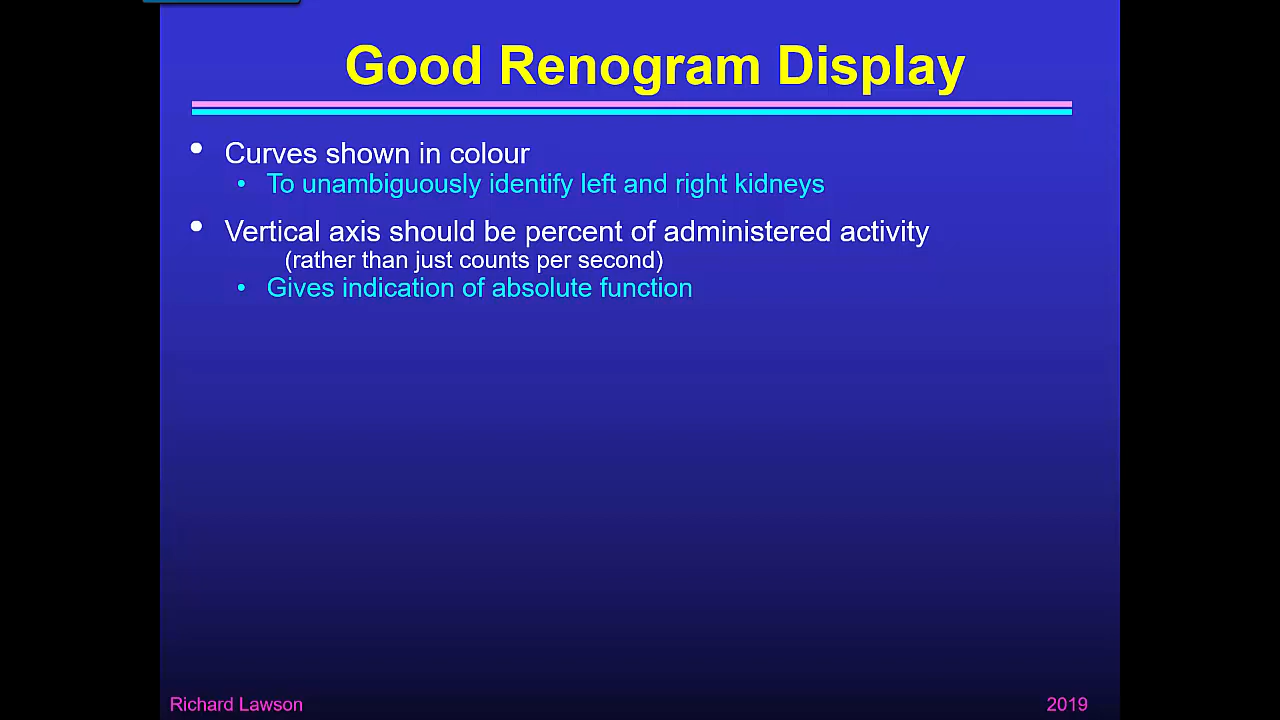 Good Renogram Display
• Curves shown in colour
• To unambiguously identify left and right kidneys
• Vertical axis should be percent of administered activity
(rather than just counts per second)
• Gives indication of absolute function
Richard Lawson
2019